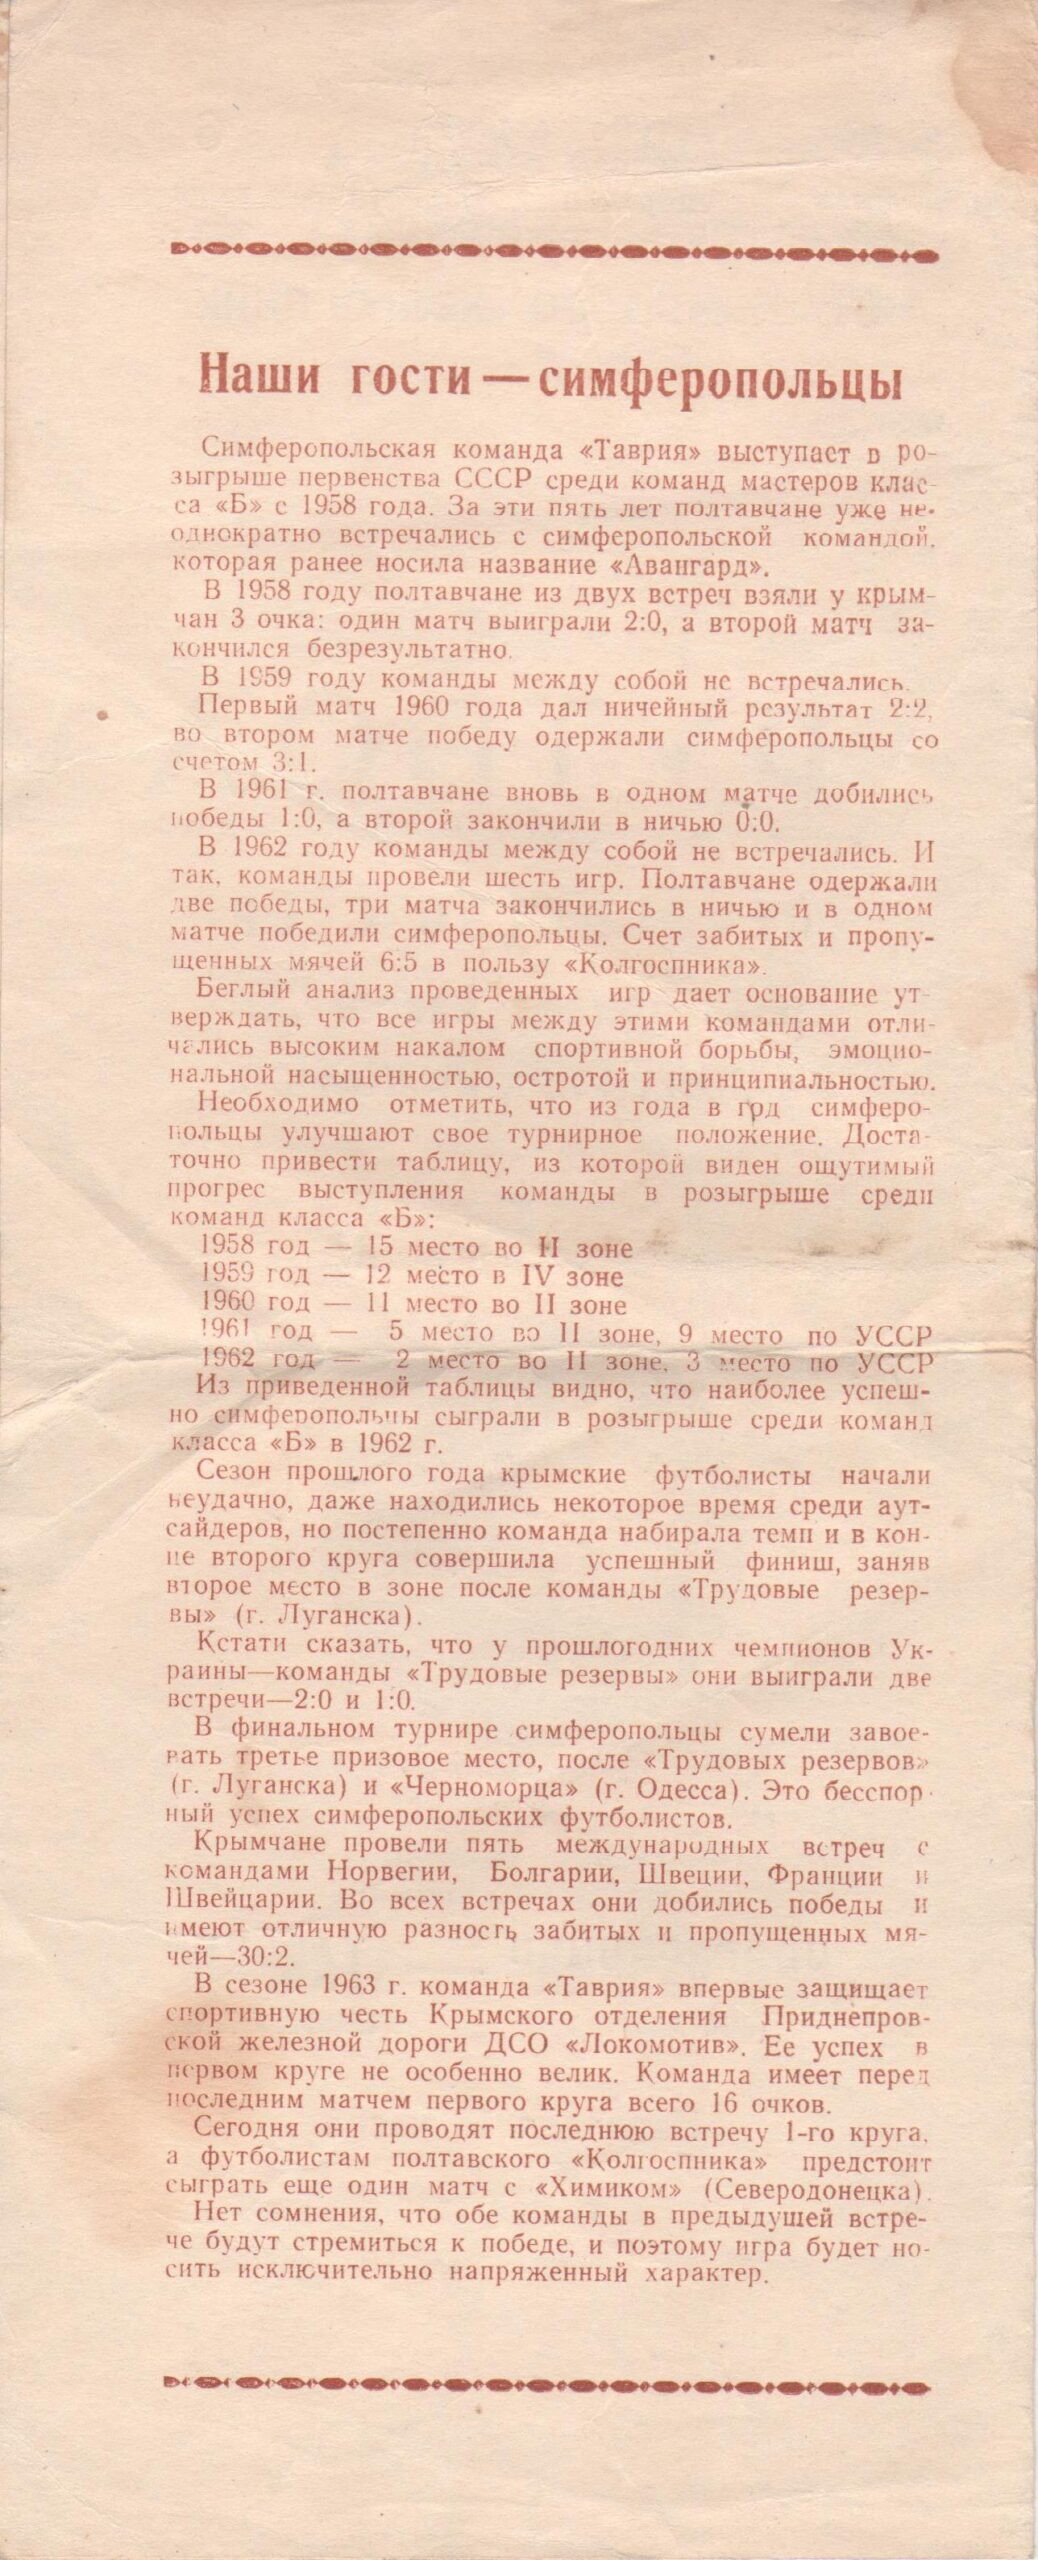 Наши гости — симферопольцы
Симферопольская команда «Таврия» выступает в ро-
зыгрыше первенства СССР среди команд мастеров клас-
са «Б» с 1958 года. За эти пять лет полтавчане уже не-
однократно встречались с симферопольской командой,
которая ранее носила название «Авангард».
В 1958 году полтавчане из двух встреч взяли у крым-
чан 3 очка: один матч выиграли 2:0, а второй матч за-
кончился безрезультатно.
В 1959 году команды между собой не встречались.
Первый матч 1960 года дал ничейный результат 2:2,
во втором матче победу одержали симферопольцы со
счетом 3:1.
В 1961 г. полтавчане вновь в одном матче добились
победы 1:0, а второй закончили в ничью 0:0.
В 1962 году команды между собой не встречались. И
так, команды провели шесть игр. Полтавчане одержали
две победы, три матча закончились в ничью и в одном
матче победили симферопольцы. Счет забитых и пропу-
щенных мячей 6:5 в пользу «Колгоспника».
Беглый анализ проведенных игр дает основание ут-
верждать, что все игры между этими командами отли-
чались высоким накалом спортивной борьбы, эмоцио-
нальной насыщенностью, остротой и принципиальностью.
Необходимо отметить, что из года в грд симферо-
польцы улучшают свое турнирное положение. Доста-
точно привести таблицу, из которой виден ощутимый
прогрес выступления команды в розыгрыше среди
команд класса «Б»:
1958 год — 15 место во II зоне
1959 год — 12 место в IV зоне
1960 год — 11 место во II зоне
1961 год — 5 место во II зоне, 9 место по УССР
1962 год — 2 место во II зоне, 3 место по УССР
Из приведенной таблицы видно, что наиболее успеш-
но симферопольцы сыграли в розыгрыше среди команд
класса «Б» в 1962 г.
Сезон прошлого года крымские футболисты начали
неудачно, даже находились некоторое время среди аут-
сайдеров, но постепенно команда набирала темп и в кон-
це второго круга совершила успешный финиш, заняв
второе место в зоне после команды «Трудовые резер-
вы» (г. Луганска).
Кстати сказать, что у прошлогодних чемпионов Ук-
раины—команды «Трудовые резервы» они выиграли две
встречи—2:0 и 1:0.
В финальном турнире симферопольцы сумели завое-
вать третье призовое место, после «Трудовых резервов»
(г. Луганска) и «Черноморца» (г. Одесса). Это бесспор-
ный успех симферопольских футболистов.
Крымчане провели пять международных встреч с
командами Норвегии, Болгарии, Швеции, Франции и
Швейцарии. Во всех встречах они добились победы и
имеют отличную разность забитых и пропущенных мя-
чей—30:2.
В сезоне 1963 г. команда «Таврия» впервые защищает
спортивную честь Крымского отделения Приднепров-
ской железной дороги ДСО «Локомотив». Ее успех в
первом круге не особенно велик. Команда имеет перед
последним матчем первого круга всего 16 очков.
Сегодня они проводят последнюю встречу 1-го круга,
а футболистам полтавского «Колгоспника» предстоит
сыграть еще один матч с «Химиком» (Северодонецка).
Нет сомнения, что обе команды в предыдущей встре-
че будут стремиться к победе, и поэтому игра будет но-
сить исключительно напряженный характер.